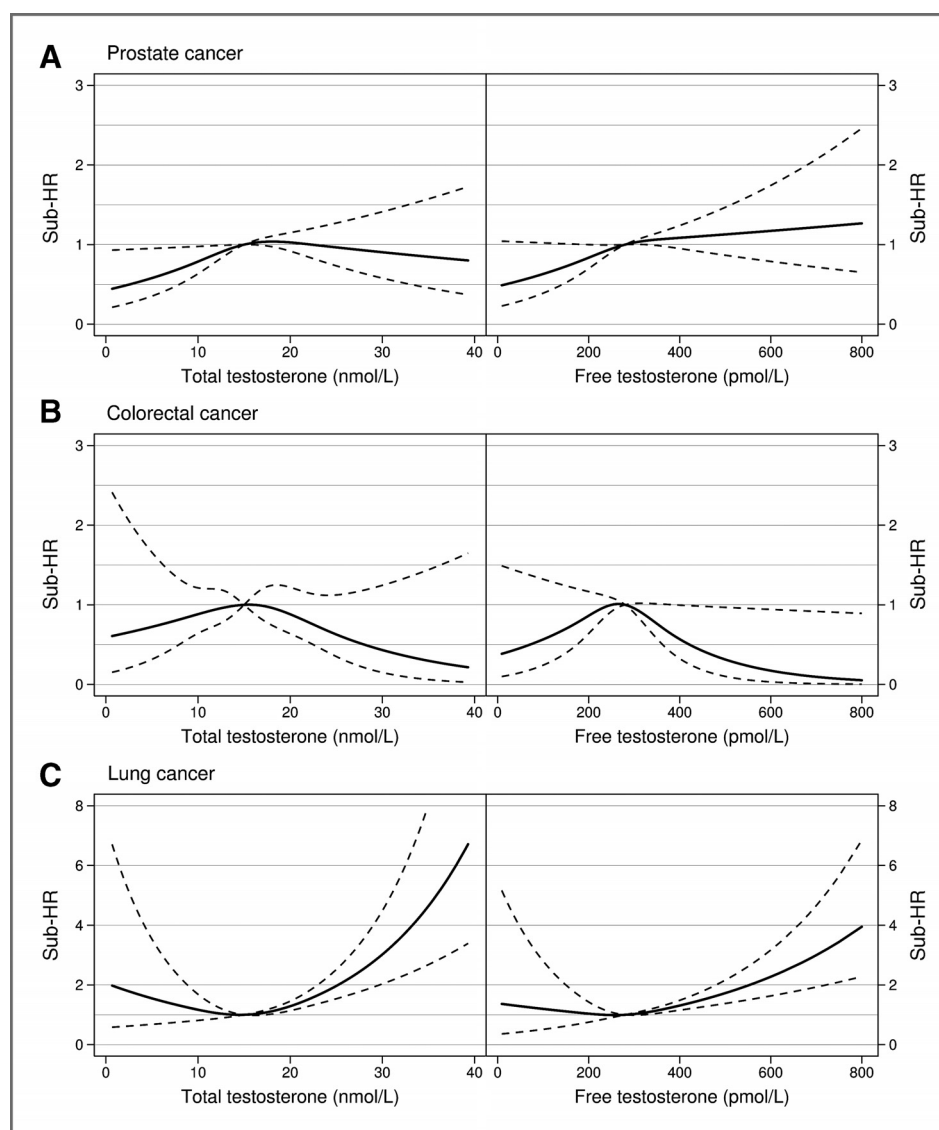 A Prostate cancer
3 3
2 2
1 1
0 0
Sub-HR Sub-HR
0 10 20 30 40 0 200 400 600 800
Total testosterone (nmol/L) Free testosterone (pmol/L)
B Colorectal cancer
3 3
2 2
1 1
0 0
Sub-HR Sub-HR
0 10 20 30 40 0 200 400 600 800
Total testosterone (nmol/L) Free testosterone (pmol/L)
C Lung cancer
8 8
6 6
4 4
2 2
0 0
Sub-HR Sub-HR
0 10 20 30 40 0 200 400 600 800
Total testosterone (nmol/L) Free testosterone (pmol/L)